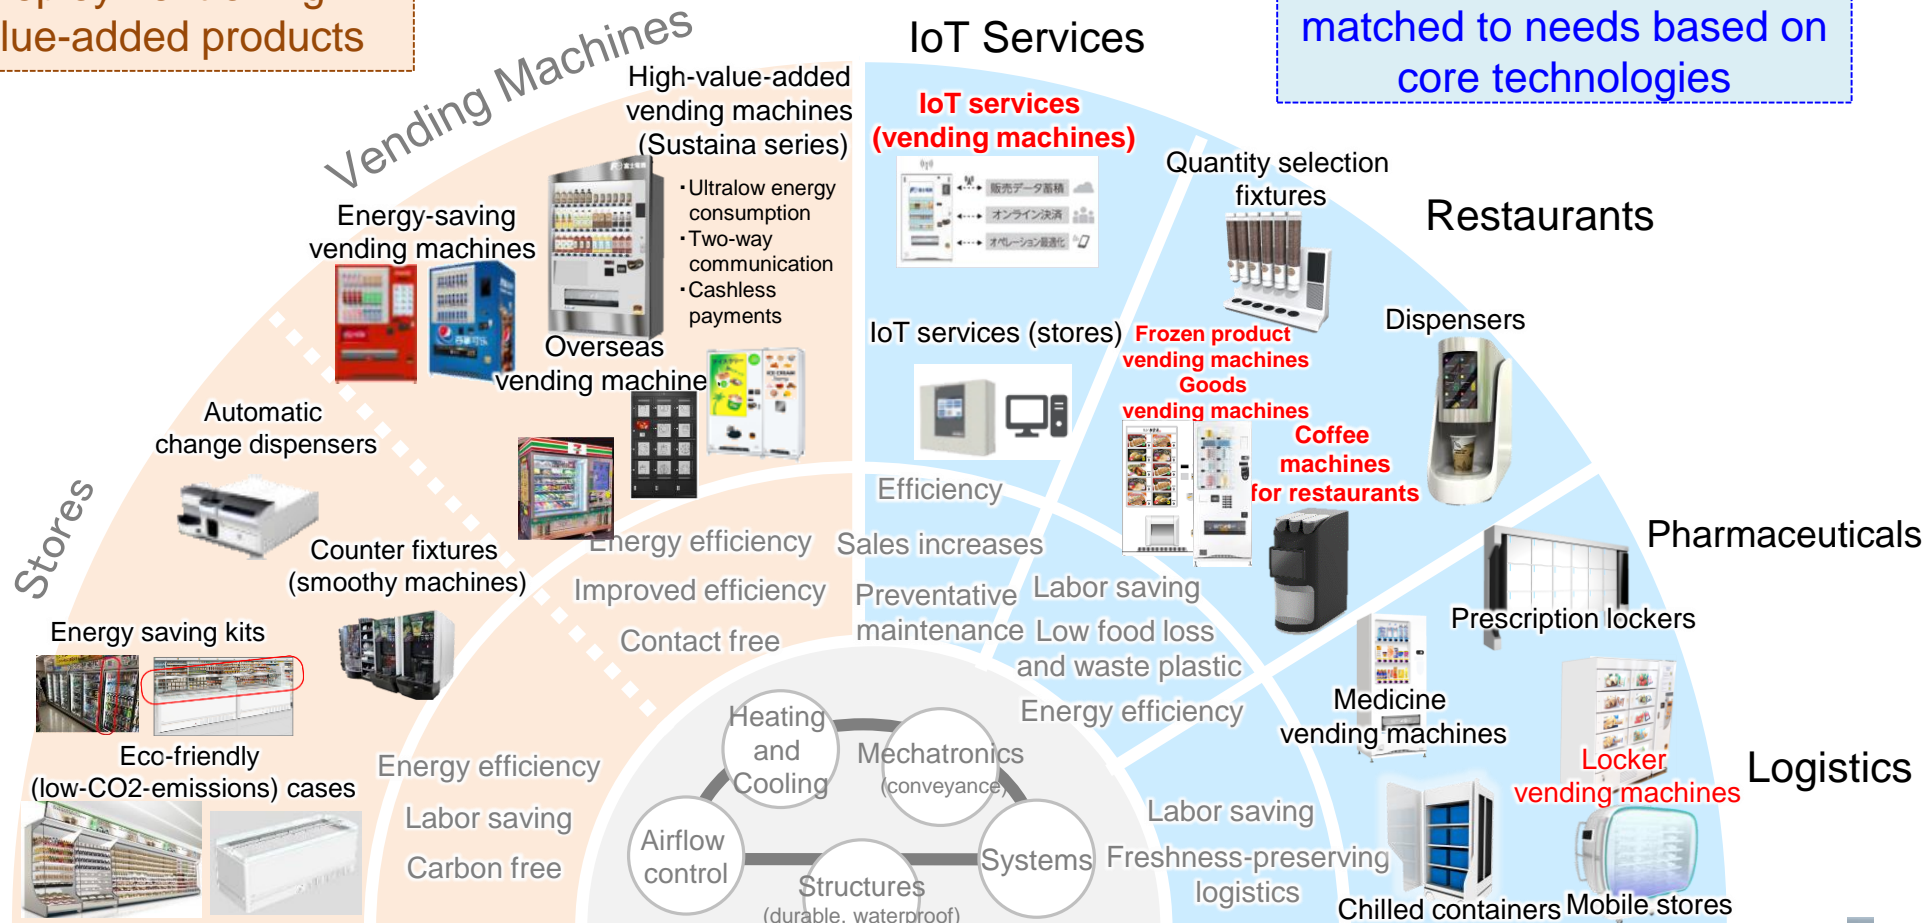 lue-added products
matched to needs based on
core technologies
Vending Machines
IoT Services
Restaurants
Pharmaceuticals
Logistics
Stores
High-value-added
vending machines
(Sustaina series)
・Ultralow energy
consumption
・Two-way
communication
・Cashless
payments
Energy-saving
vending machines
Overseas
vending machine
Automatic
change dispensers
Counter fixtures
(smoothy machines)
Energy saving kits
Eco-friendly
(low-CO2-emissions) cases
IoT services
(vending machines)
販売データ蓄積
オンライン決済
オペレーション最適化
IoT services (stores)
Quantity selection
fixtures
Dispensers
Frozen product
vending machines
Goods
vending machines
Coffee
machines
for restaurants
Prescription lockers
Medicine
vending machines
Locker
vending machines
Chilled containers
Mobile stores
Energy efficiency
Improved efficiency
Contact free
Efficiency
Sales increases
Preventative
maintenance
Labor saving
Low food loss
and waste plastic
Energy efficiency
Energy efficiency
Labor saving
Carbon free
Labor saving
Freshness-preserving
logistics
Heating
and
Cooling
Mechatronics
(conveyance)
Airflow
control
Systems
Structures
(durable, waterproof)